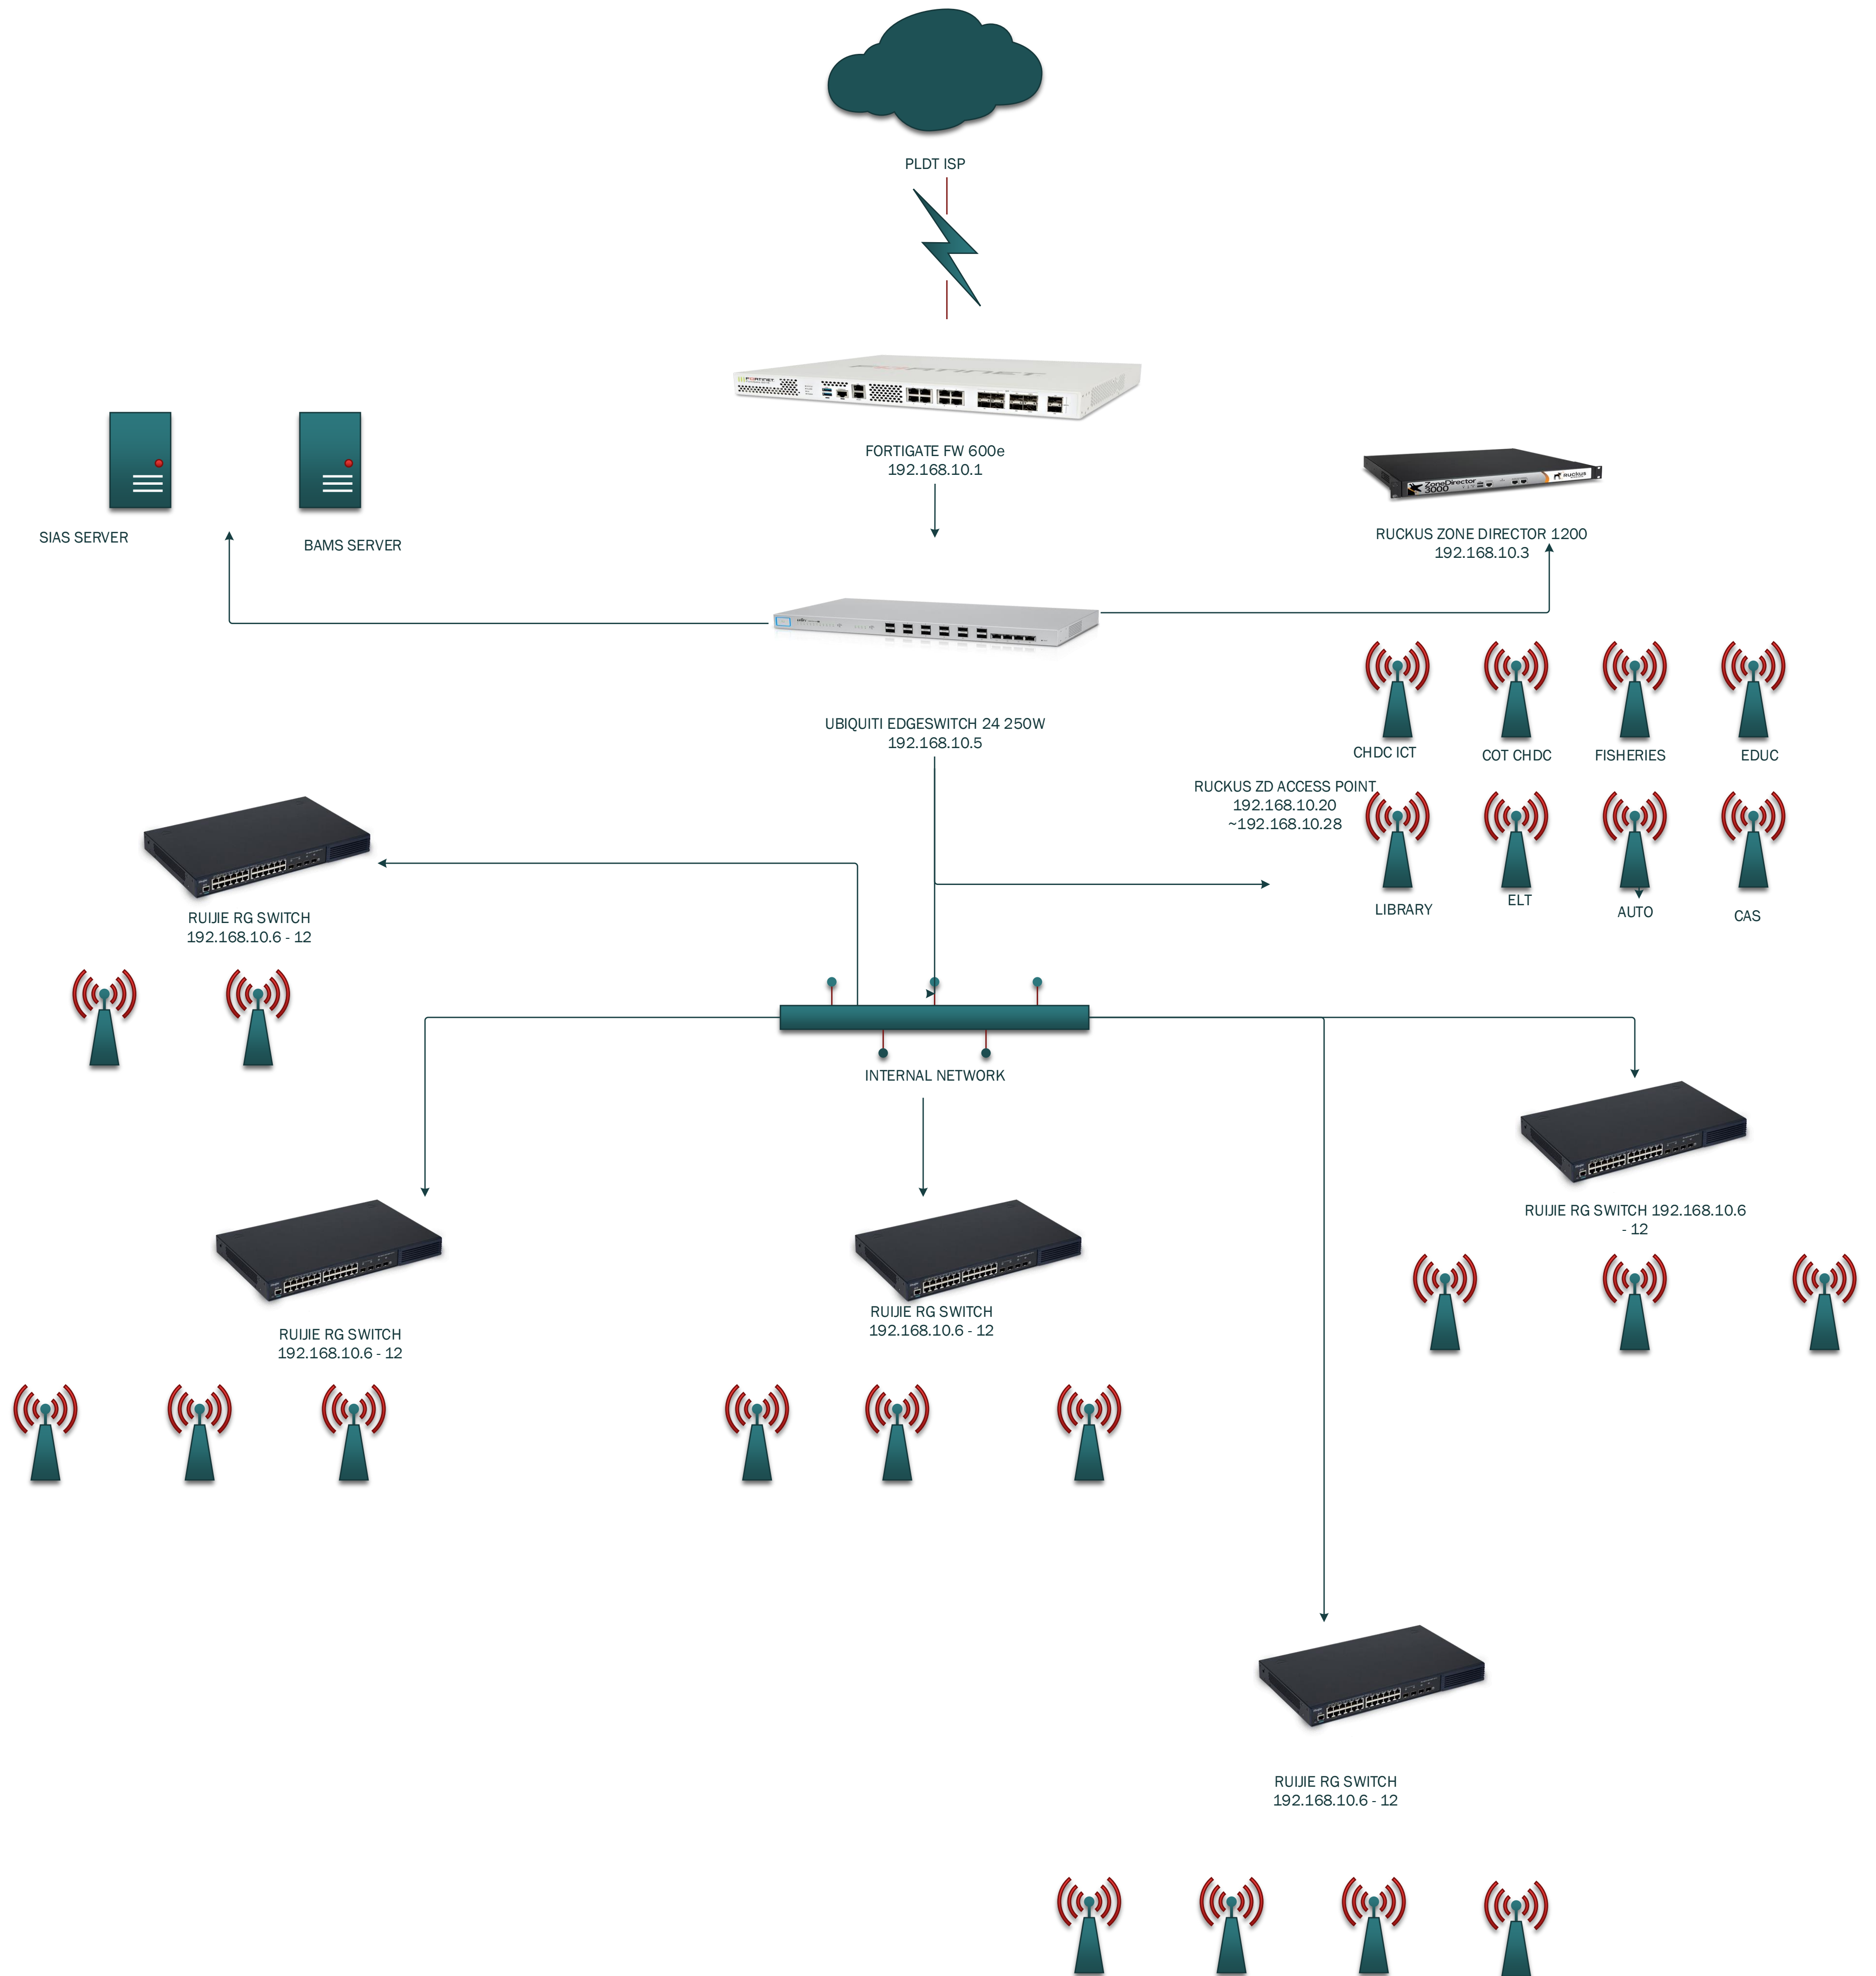 PLDT ISP
FORTINET
FORTIGATE FW 600e
192.168.10.1
SIAS SERVER
BAMS SERVER
ZoneDirector
3000
Ruckus
RUCKUS ZONE DIRECTOR 1200
192.168.10.3
UBIQUITI EDGESWITCH 24 250W
192.168.10.5
CHDC ICT
COT CHDC
FISHERIES
EDUC
RUCKUS ZD ACCESS POINT
192.168.10.20
~192.168.10.28
LIBRARY
ELT
AUTO
CAS
RUIJIE RG SWITCH
192.168.10.6 - 12
INTERNAL NETWORK
RUIJIE RG SWITCH 192.168.10.6
- 12
RUIJIE RG SWITCH
192.168.10.6 - 12
RUIJIE RG SWITCH
192.168.10.6 - 12
RUIJIE RG SWITCH
192.168.10.6 - 12